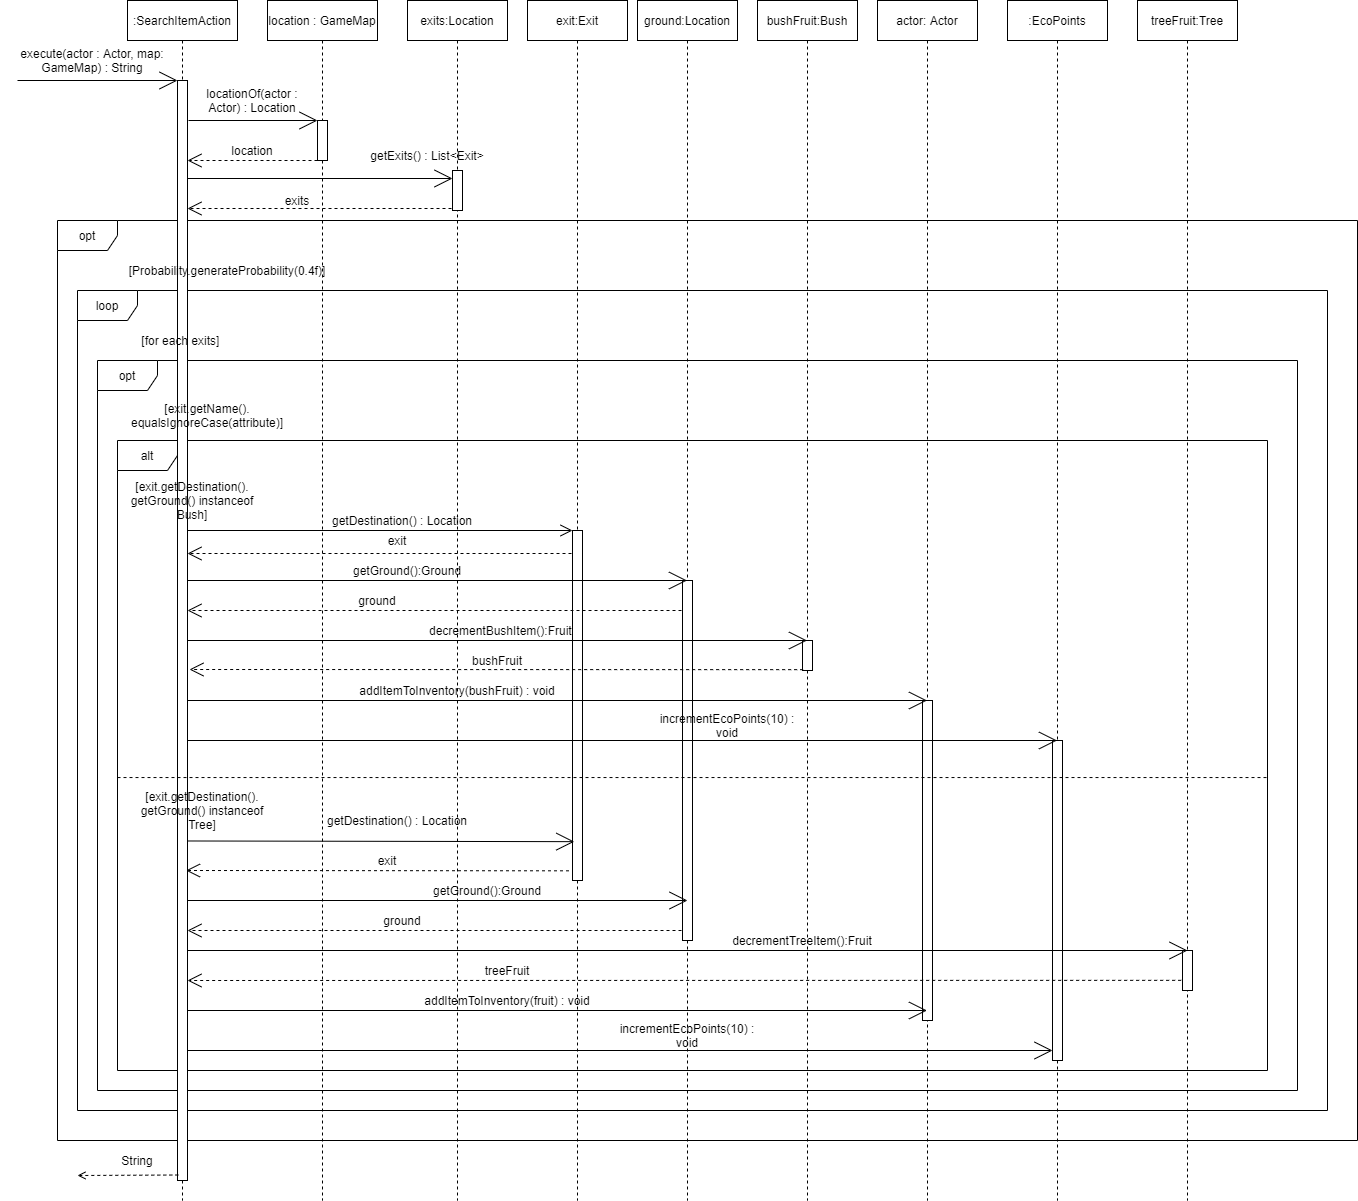 :SearchItemAction
location : GameMap
exits:Location
exit:Exit
ground:Location
bushFruit:Bush
actor: Actor
:EcoPoints
treeFruit:Tree
execute(actor : Actor, map:
GameMap) : String
locationOf(actor :
Actor) : Location
location
getExits() : List<Exit>
exits
opt
[Probability.generateProbability(0.4f)]
loop
[for each exits]
opt
[exit.getName().
equalsIgnoreCase(attribute)]
alt
[exit.getDestination().
getGround() instanceof
Bush]
getDestination() : Location
exit
getGround():Ground
ground
decrementBushItem():Fruit
bushFruit
addItemToInventory(bushFruit) : void
incrementEcoPoints(10) :
void
[exit.getDestination().
getGround() instanceof
Tree]
getDestination() : Location
exit
getGround():Ground
ground
decrementTreeItem():Fruit
treeFruit
addItemToInventory(fruit) : void
incrementEcoPoints(10) :
void
String